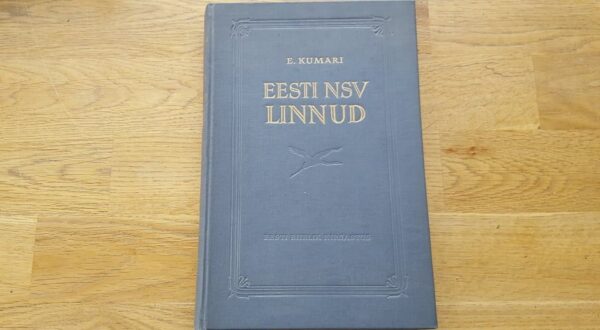 E. KUMARI
EESTI NSV
LINNUD
EESTI RIIKLIK KIRJASTUS